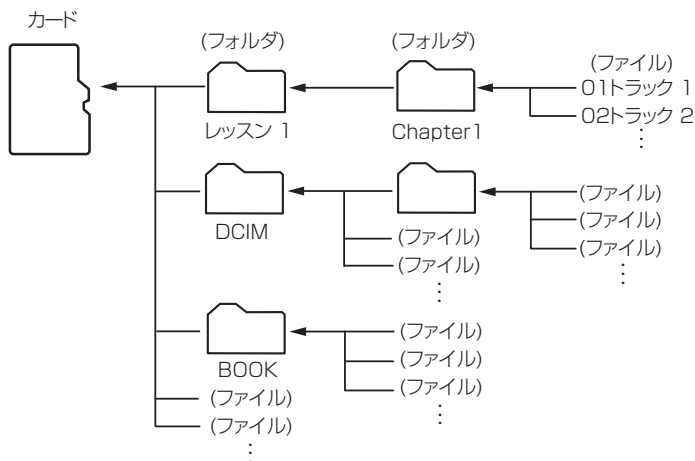 カード
(フォルダ)
(フォルダ)
(ファイル)
01トラック 1
02トラック 2
⋮
レッスン 1
Chapter1
(ファイル)
(ファイル)
(ファイル)
⋮
DCIM
(ファイル)
(ファイル)
⋮
BOOK
(ファイル)
(ファイル)
(ファイル)
⋮
(ファイル)
(ファイル)
⋮